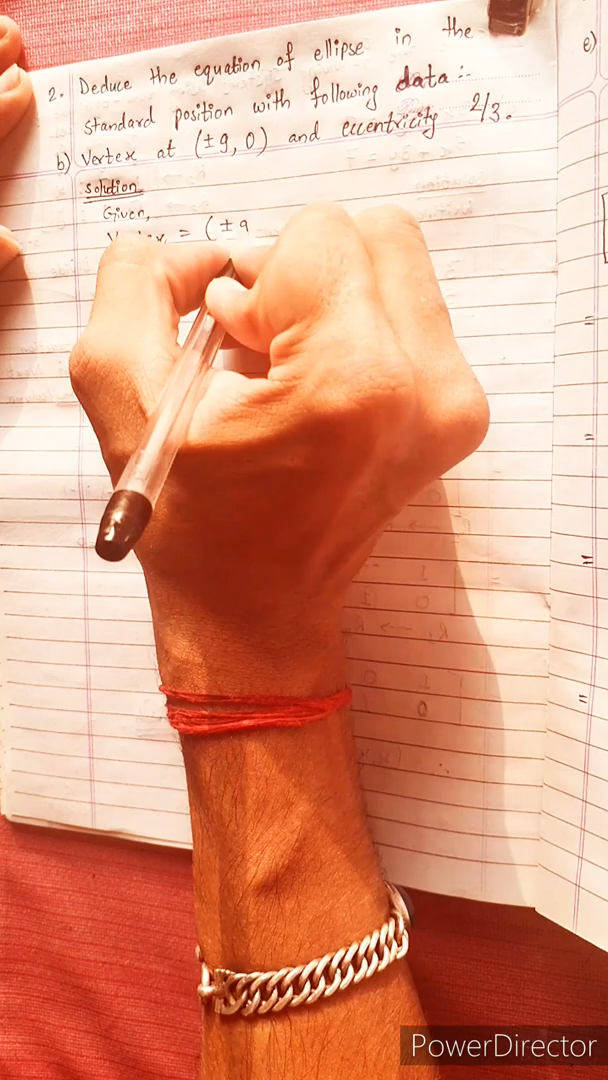 2. Deduce the equation of ellipse in the
standard position with following data :-
b) Vertex at (±9, 0) and eccentricity 2/3.
solution
Given,
= (±9
e)
PowerDirector